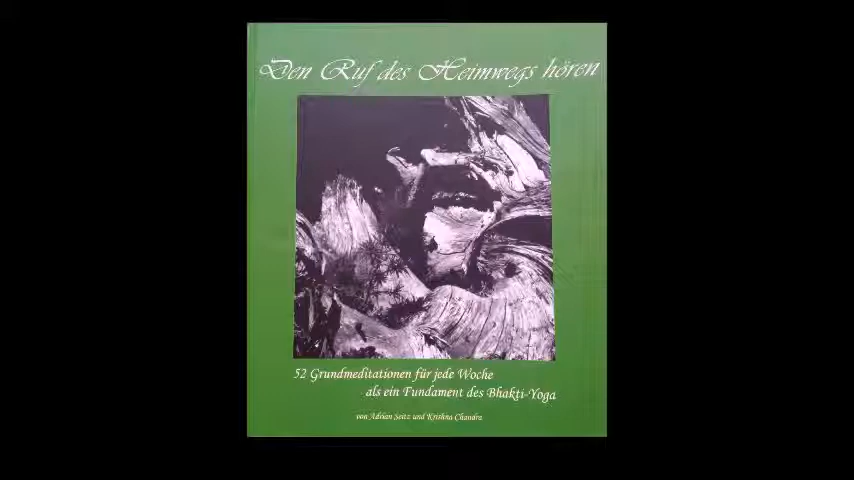 Den Ruf des Heimwegs hören
52 Grundmeditationen für jede Woche
als ein Fundament des Bhakti-Yoga
von Adrian Seitz und Krishna Chandra